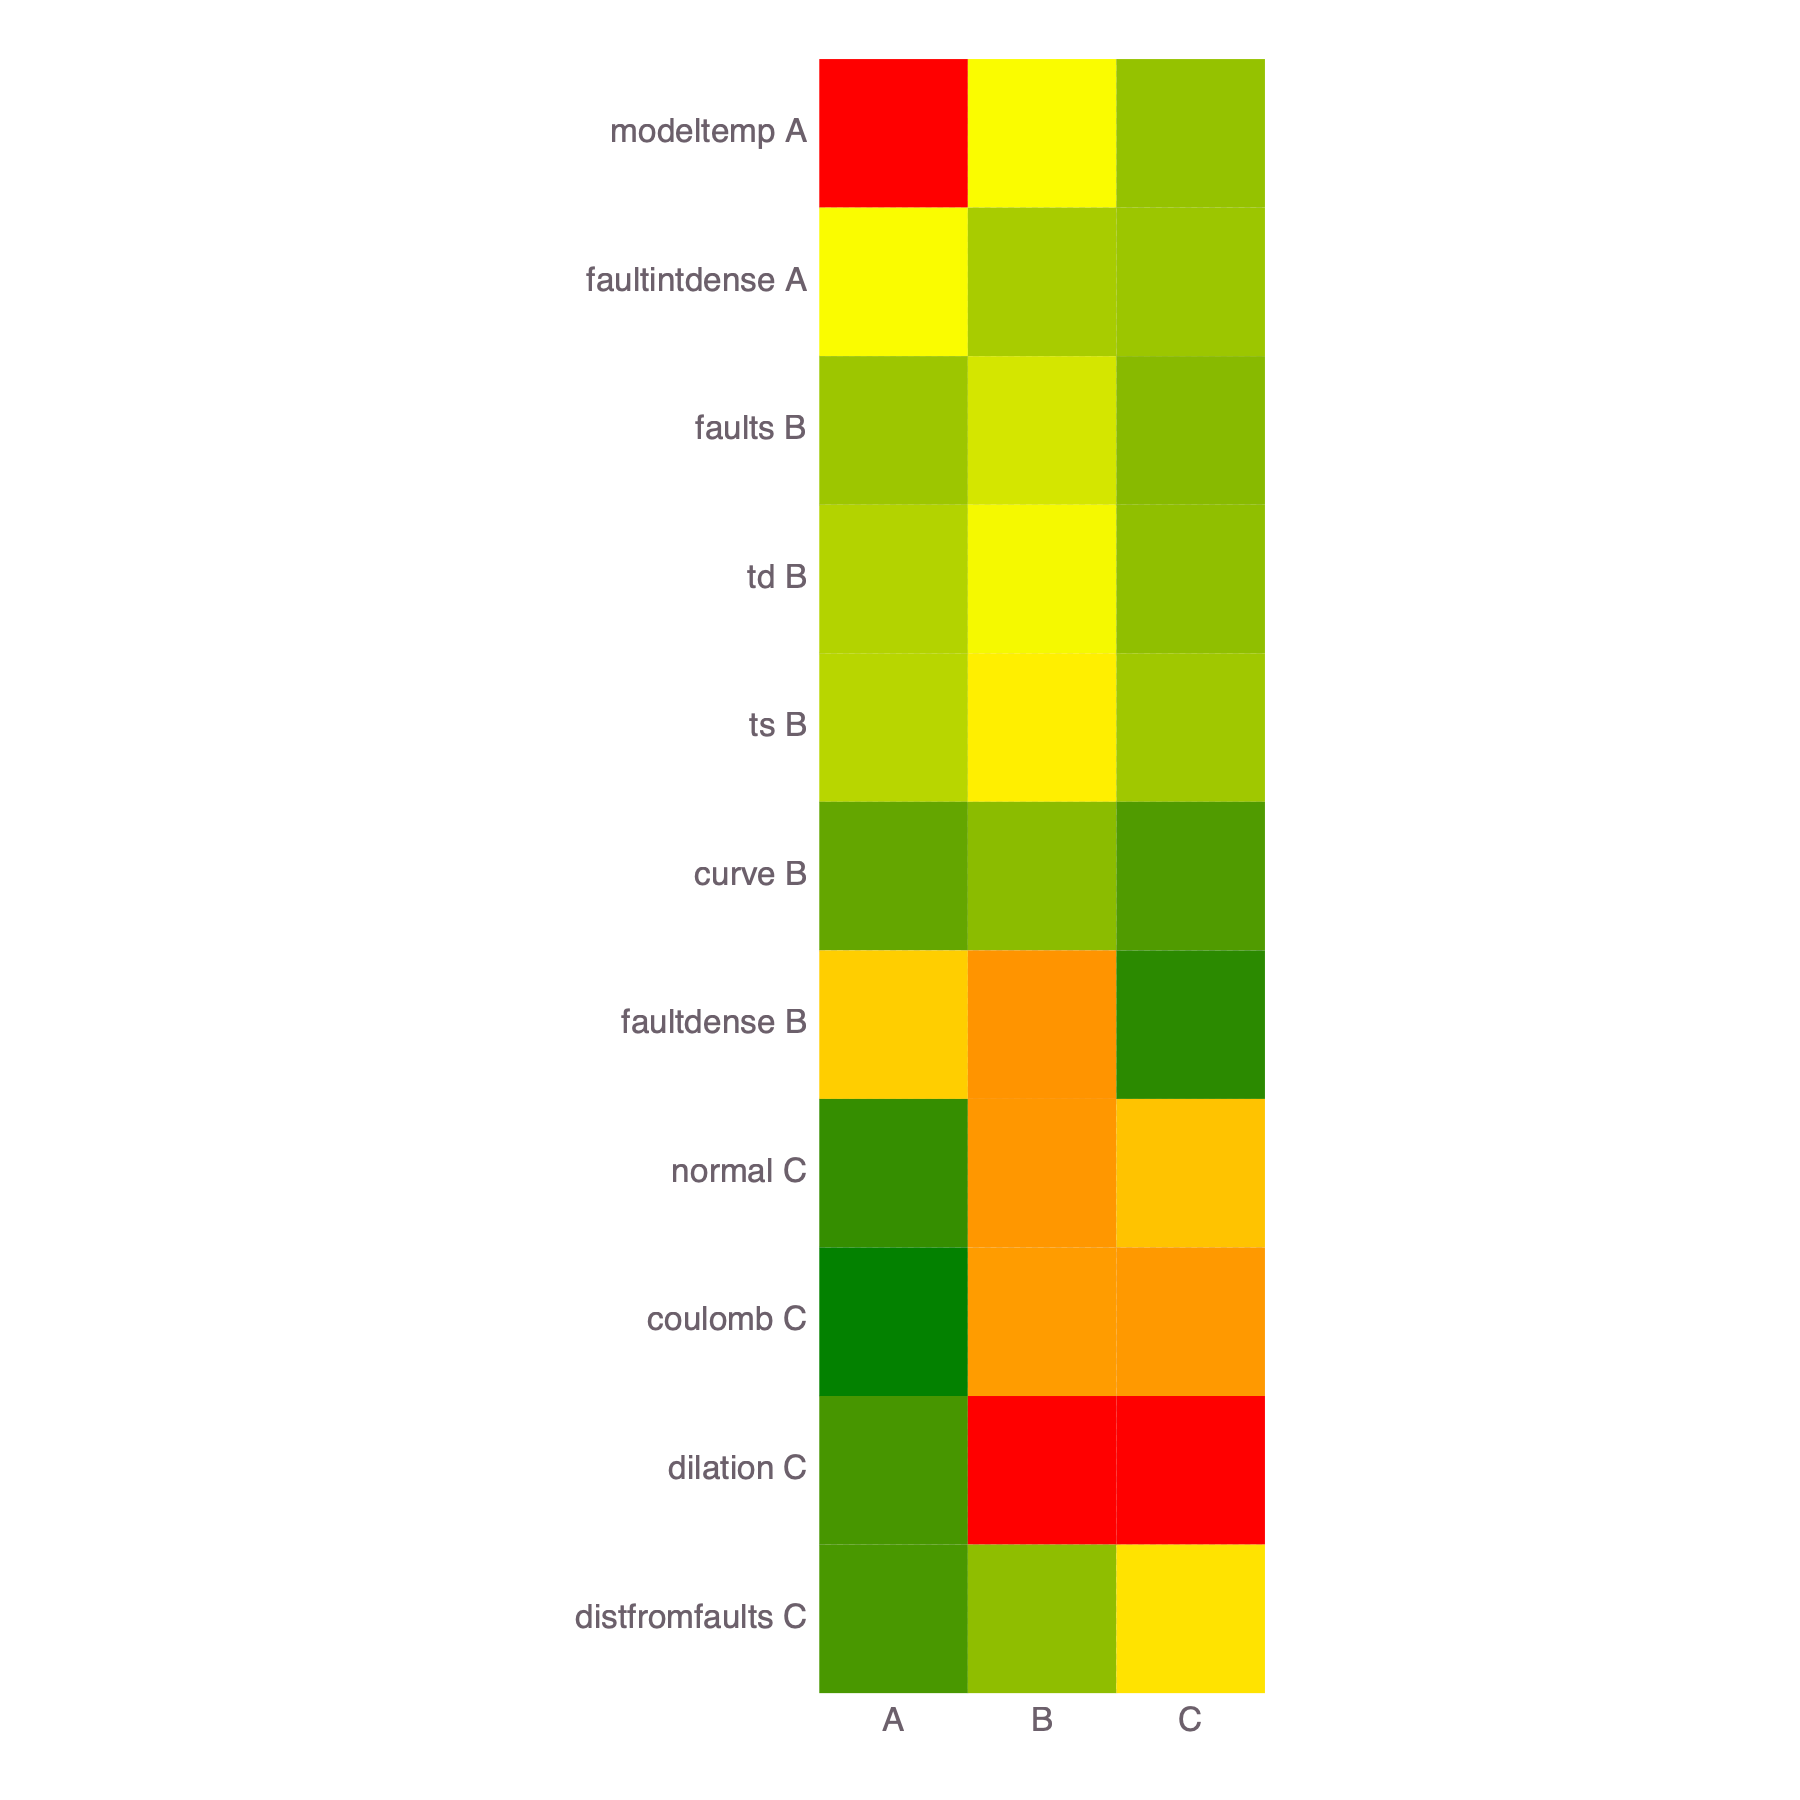 modeltemp A
faultintdense A
faults B
td B
ts B
curve B
faultdense B
normal C
coulomb C
dilation C
distfromfaults C
A B C